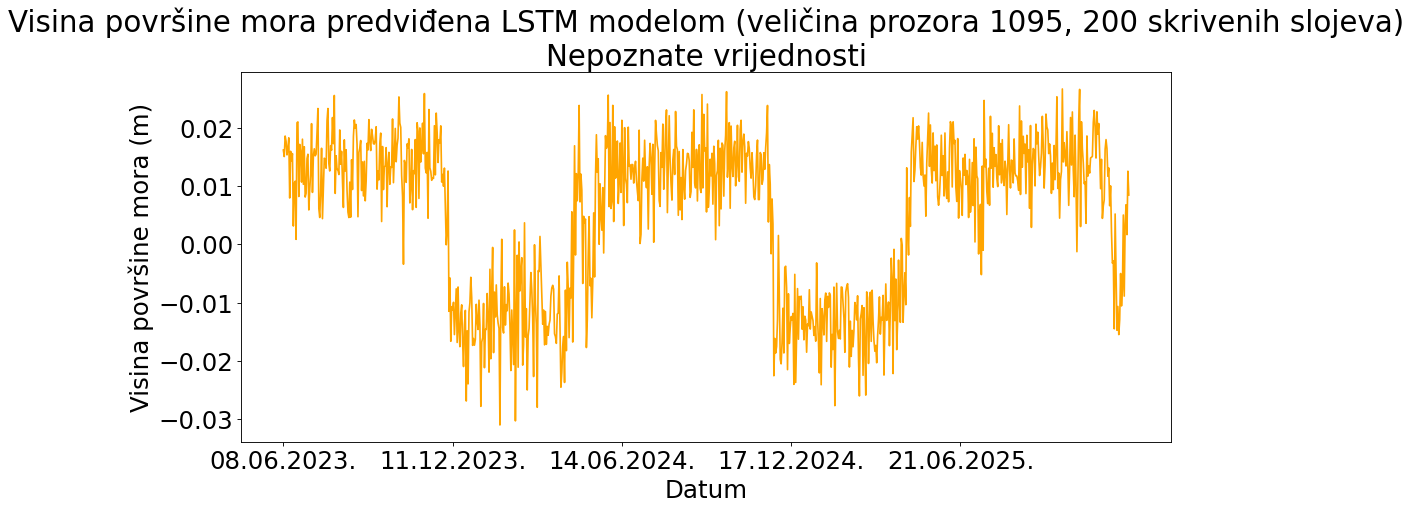 Visina površine mora predviđena LSTM modelom (veličina prozora 1095, 200 skrivenih slojeva)
Nepoznate vrijednosti
Visina površine mora (m)
0.02
0.01
0.00
−0.01
−0.02
−0.03
08.06.2023. 11.12.2023. 14.06.2024. 17.12.2024. 21.06.2025.
Datum